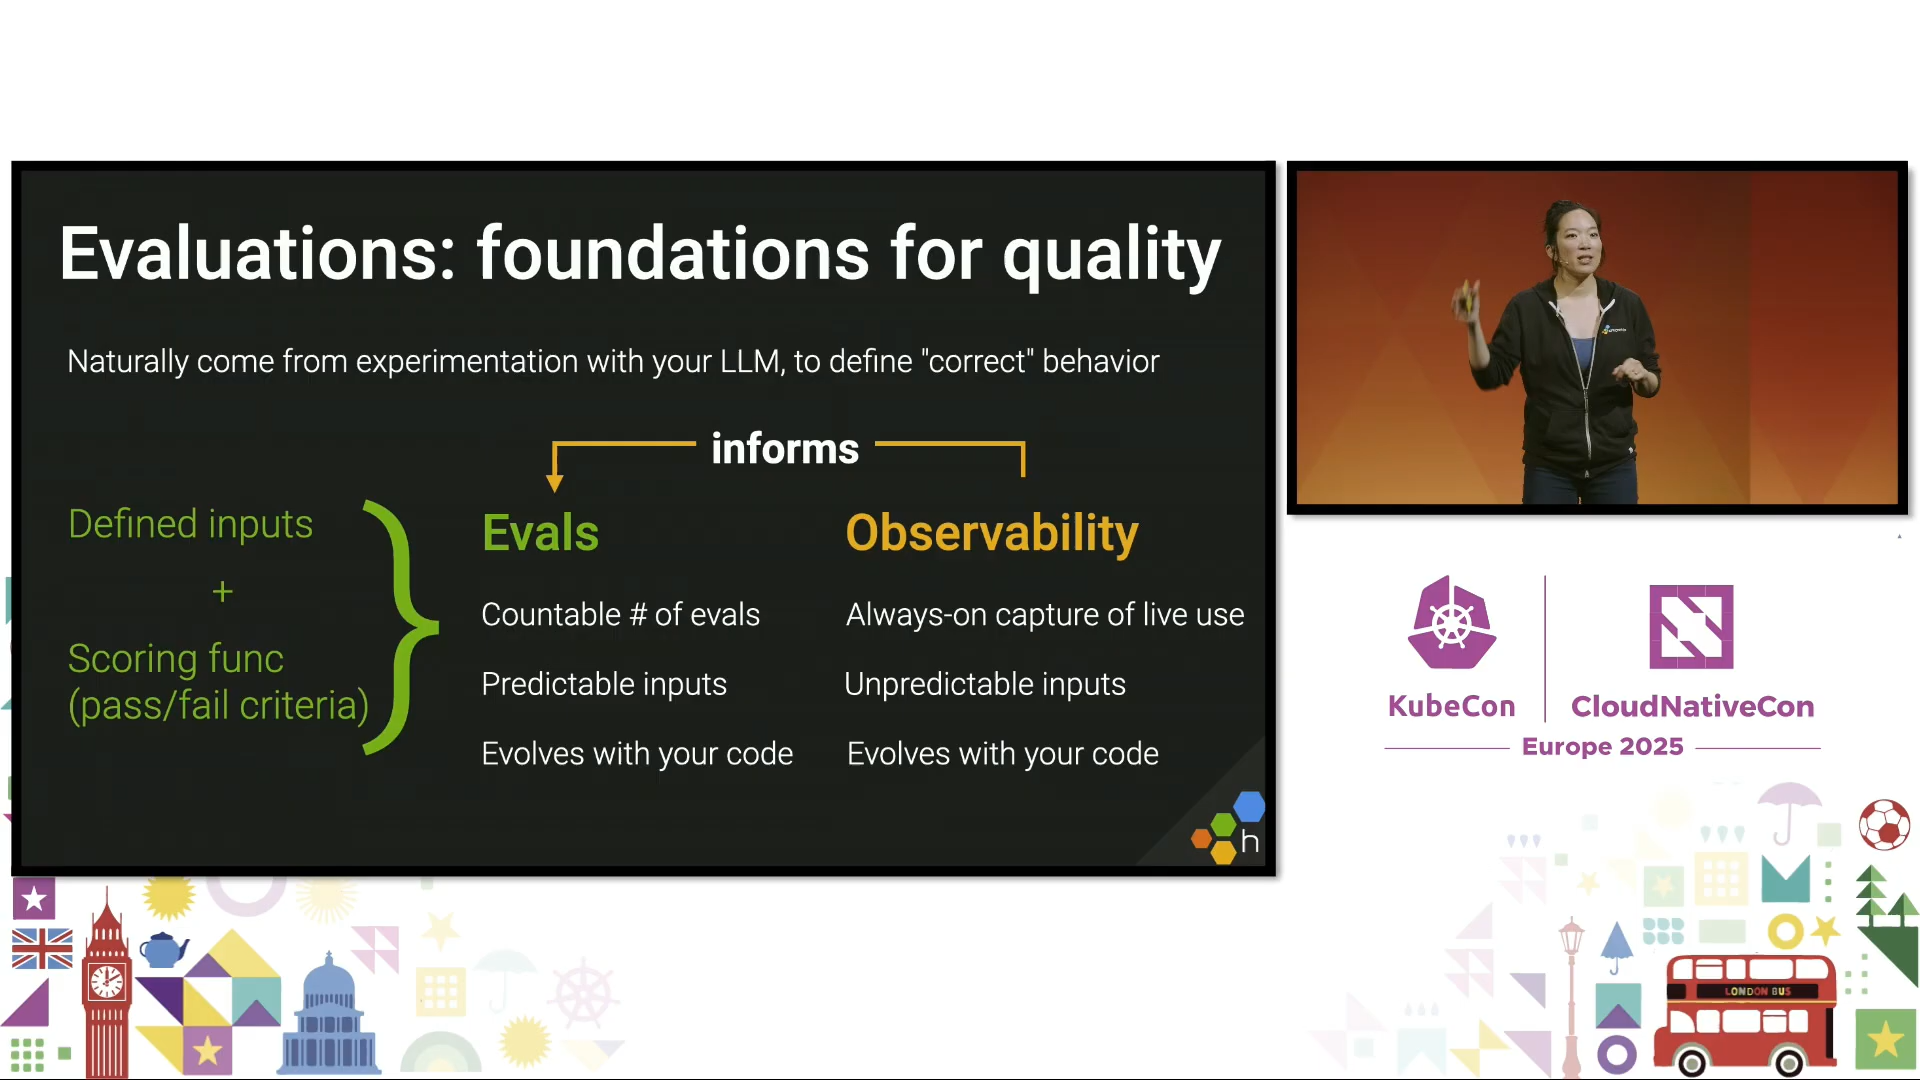 Evaluations: foundations for quality
Naturally come from experimentation with your LLM, to define "correct" behavior
informs
Defined inputs
+
Scoring func
(pass/fail criteria)
Evals
Countable # of evals
Predictable inputs
Evolves with your code
Observability
Always-on capture of live use
Unpredictable inputs
Evolves with your code
h
KubeCon
CloudNativeCon
Europe 2025
LONDON BUS